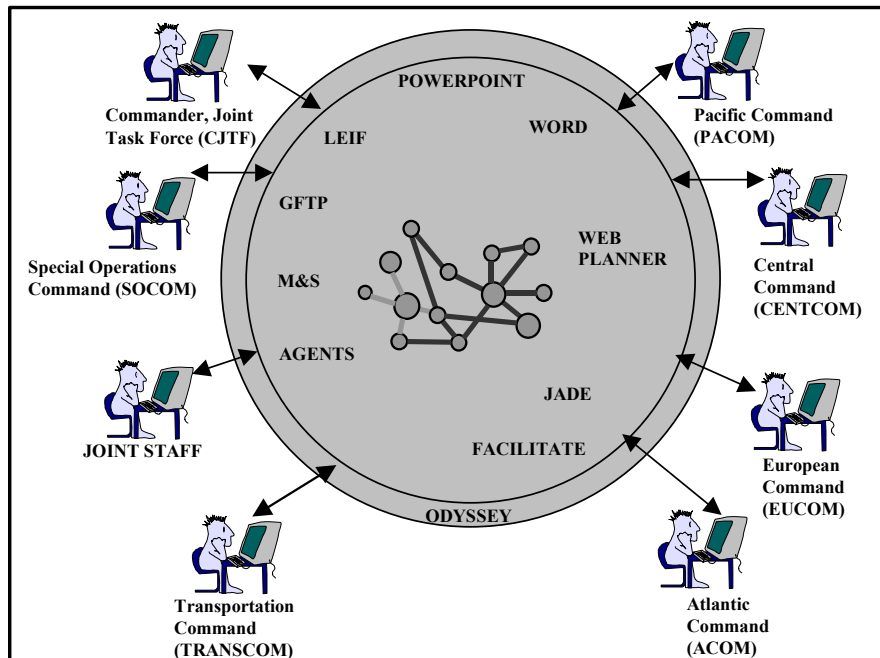 POWERPOINT
Commander, Joint
Task Force (CJTF)
LEIF
WORD
Pacific Command
(PACOM)
GFTP
Special Operations
Command (SOCOM)
M&S
WEB
PLANNER
Central
Command
(CENTCOM)
AGENTS
JOINT STAFF
JADE
FACILITATE
European
Command
(EUCOM)
ODYSSEY
Transportation
Command
(TRANSCOM)
Atlantic
Command
(ACOM)